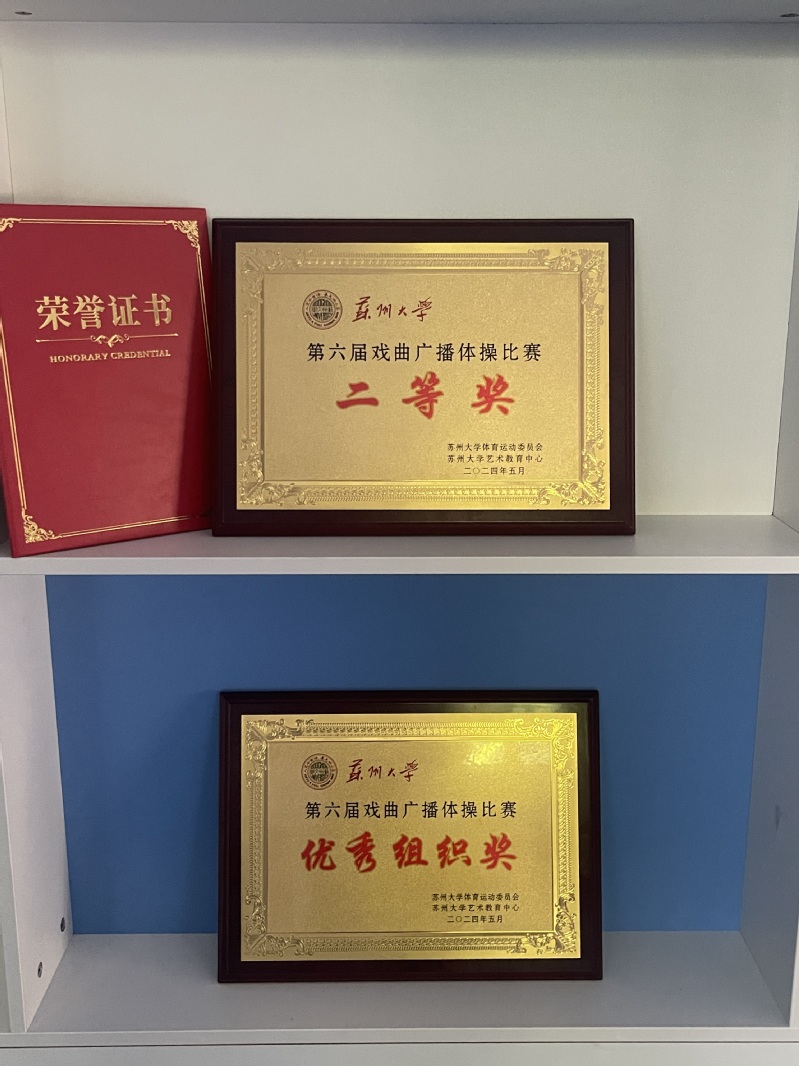 荣誉证书
HONORARY CREDENTIAL
蘇州大學
第六届戏曲广播体操比赛
二等奖
苏州大学体育运动委员会
苏州大学艺术教育中心
二〇二四年五月
蘇州大學
第六届戏曲广播体操比赛
优秀组织奖
苏州大学体育运动委员会
苏州大学艺术教育中心
二〇二四年五月